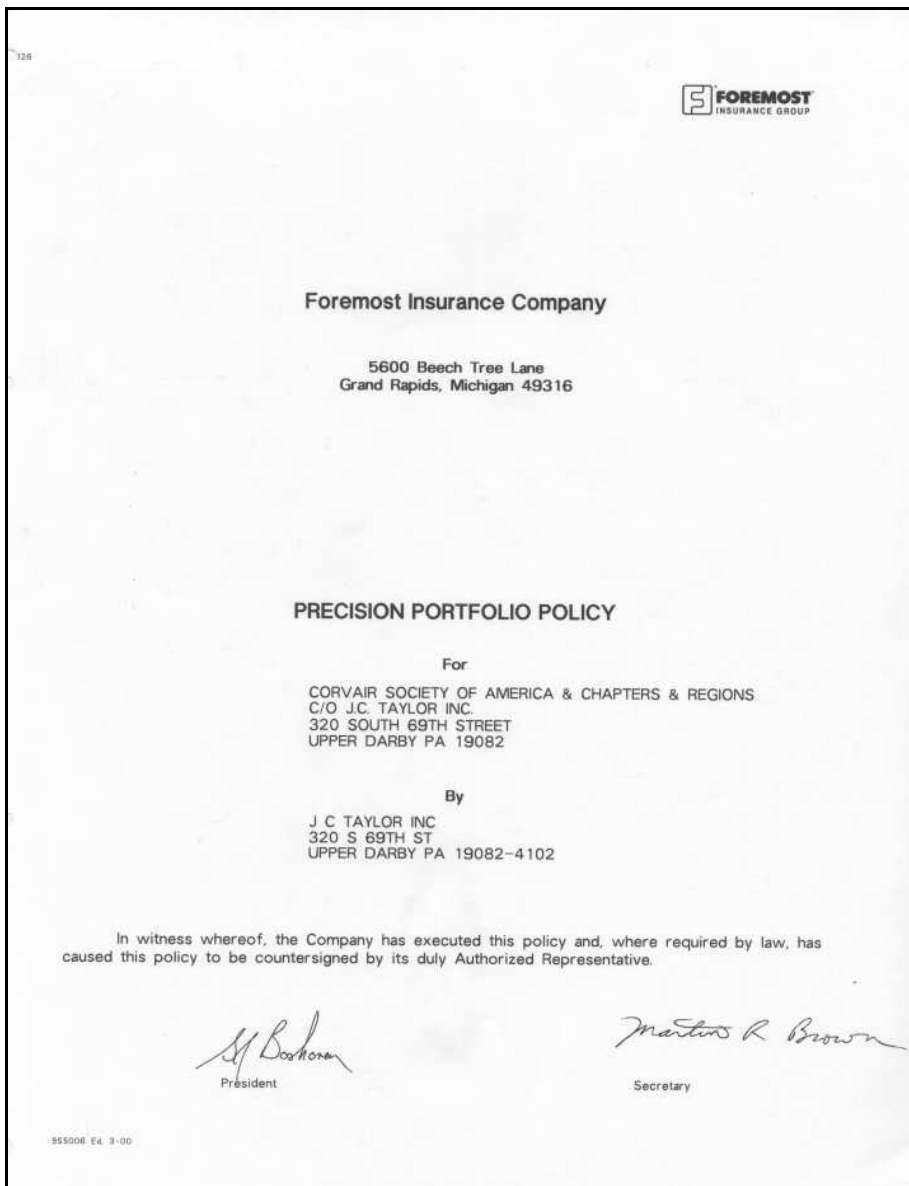 126
FOREMOST
INSURANCE GROUP
Foremost Insurance Company
5600 Beech Tree Lane
Grand Rapids, Michigan 49316
PRECISION PORTFOLIO POLICY
For
CORVAIR SOCIETY OF AMERICA & CHAPTERS & REGIONS
C/O J.C. TAYLOR INC.
320 SOUTH 69TH STREET
UPPER DARBY PA 19082
By
J C TAYLOR INC
320 S 69TH ST
UPPER DARBY PA 19082-4102
In witness whereof, the Company has executed this policy and, where required by law, has
caused this policy to be countersigned by its duly Authorized Representative.
Martin R Brown
President
Secretary
955006 Ed. 3-00